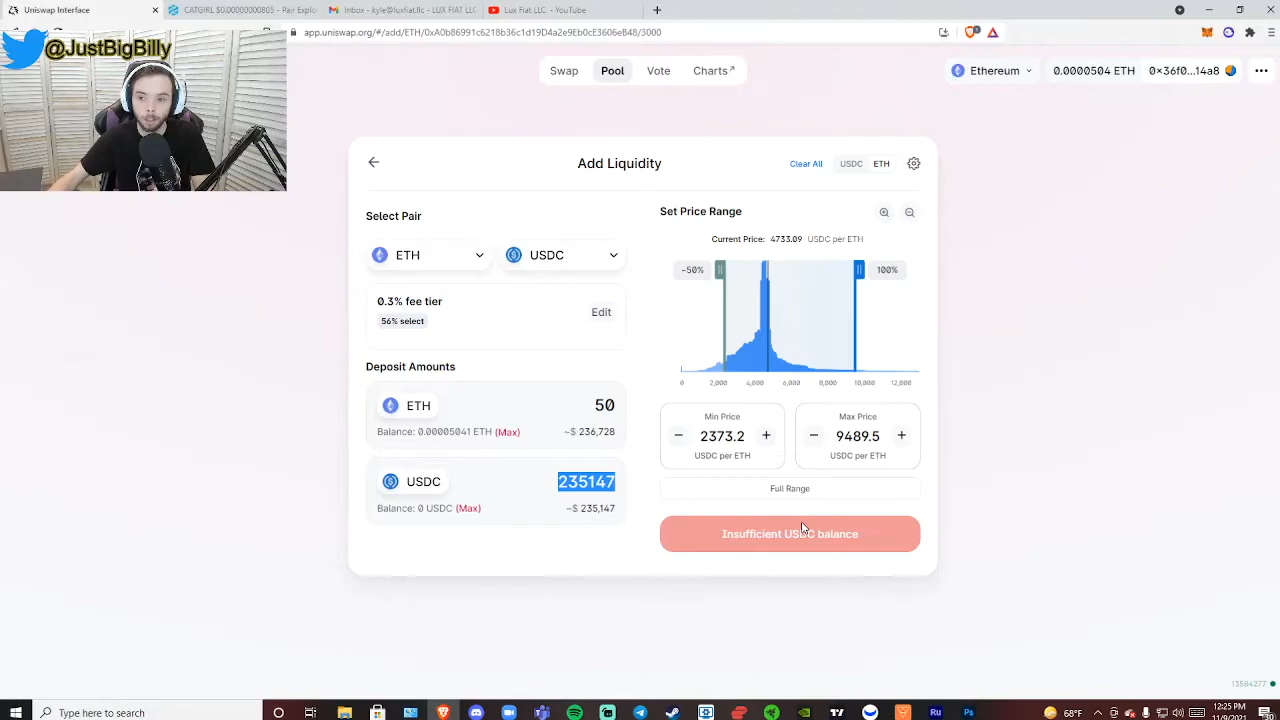 Uniswap Interface
CATGIRL $0.00000000805 - Pair Explo
Inbox - kyle@luxfiatllc - LUX FIAT LLC
Lux Fiat LLC. - YouTube
app.uniswap.org/#/add/ETH/0xA0b86991c6218b36c1d19D4a2e9Eb0cE3606eB48/3000
@JustBigBilly
Swap Pool Vote Charts
Ethereum 0.0000504 ETH 0x36f0...14a8
Add Liquidity
Clear All USDC ETH
Select Pair
ETH USDC
0.3% fee tier
56% select
Edit
Deposit Amounts
ETH 50
Balance: 0.00005041 ETH (Max) ~$ 236,728
USDC 235147
Balance: 0 USDC (Max) ~$ 235,147
Set Price Range
Current Price: 4733.09 USDC per ETH
-50% 100%
0 2,000 4,000 6,000 8,000 10,000 12,000
Min Price
2373.2
USDC per ETH
Max Price
9489.5
USDC per ETH
Full Range
Insufficient USDC balance
13584277
Type here to search
68°F
12:25 PM